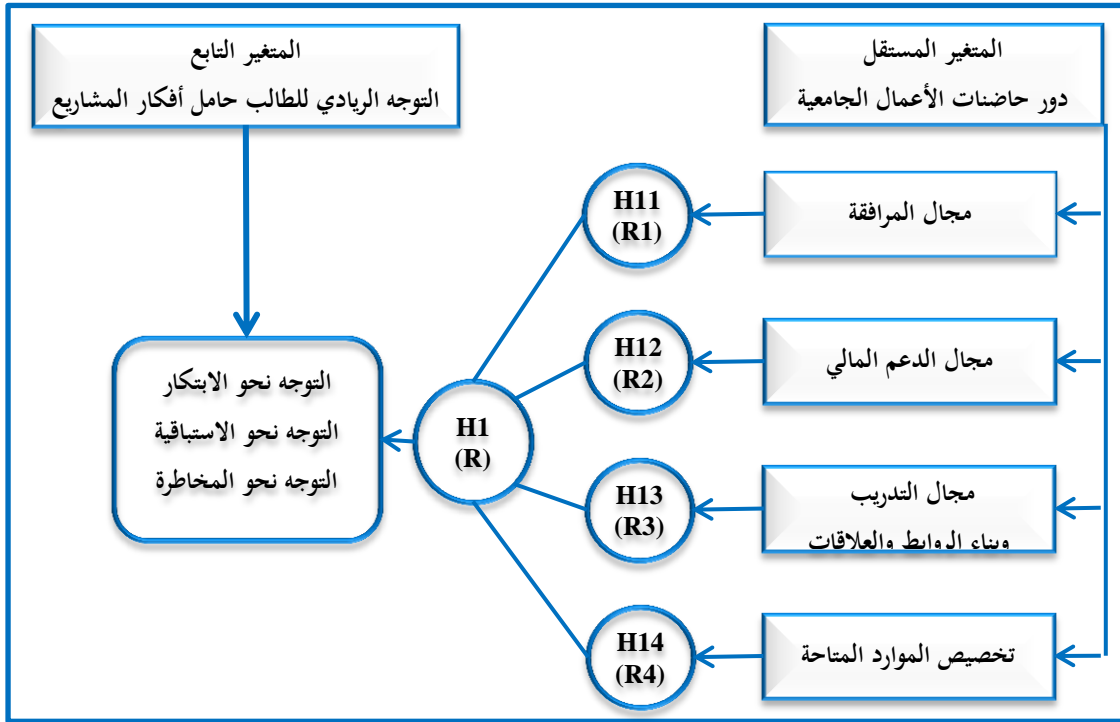 المتغير المستقل
دور حاضنات الأعمال الجامعية
المتغير التابع
التوجه الريادي للطالب حامل أفكار المشاريع
مجال المرافقة
H11
(R1)
مجال الدعم المالي
H12
(R2)
مجال التدريب
وبناء الروابط والعلاقات
H13
(R3)
تخصيص الموارد المتاحة
H14
(R4)
H1
(R)
التوجه نحو الابتكار
التوجه نحو الاستباقية
التوجه نحو المخاطرة